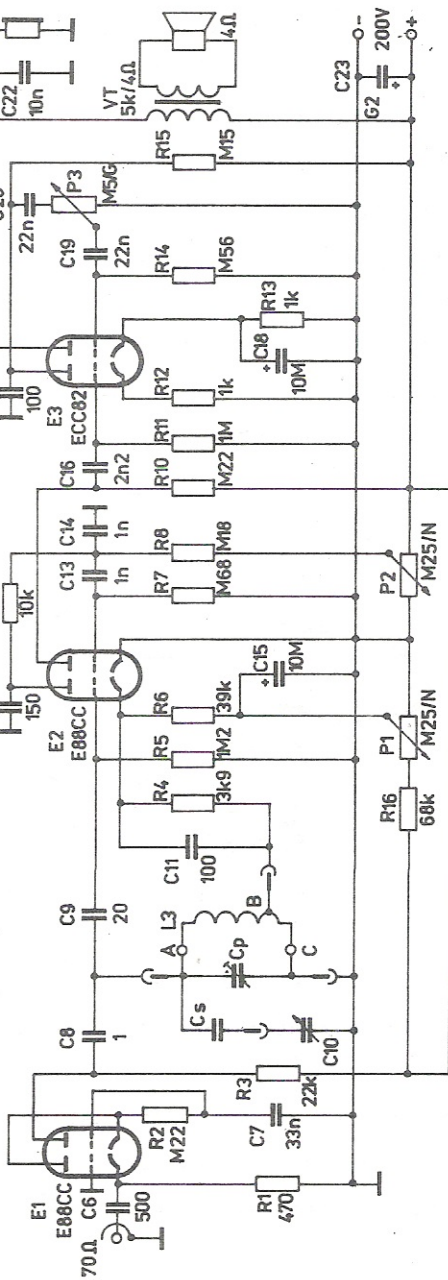 E1
E88CC
C6
500
70Ω
R2
M22
C7
33n
R1
470
R3
22k
C8
1
C9
20
A
L3
B
Cp
C
Cs
C10
C11
100
R4
3k9
R5
1M2
R6
39k
C15
+
10M
R16
68k
P1
M25/N
P2
M25/N
E2
E88CC
150
10k
C13
1n
C14
1n
R7
M68
R8
M18
C16
2n2
R10
M22
R11
1M
R12
1k
E3
ECC82
100
C18
+
10M
R13
1k
R14
M56
C19
22n
22n
P3
M5/G
R15
M15
VT
5k/4Ω
4Ω
C22
10n
C23
G2
+
-
200V
+